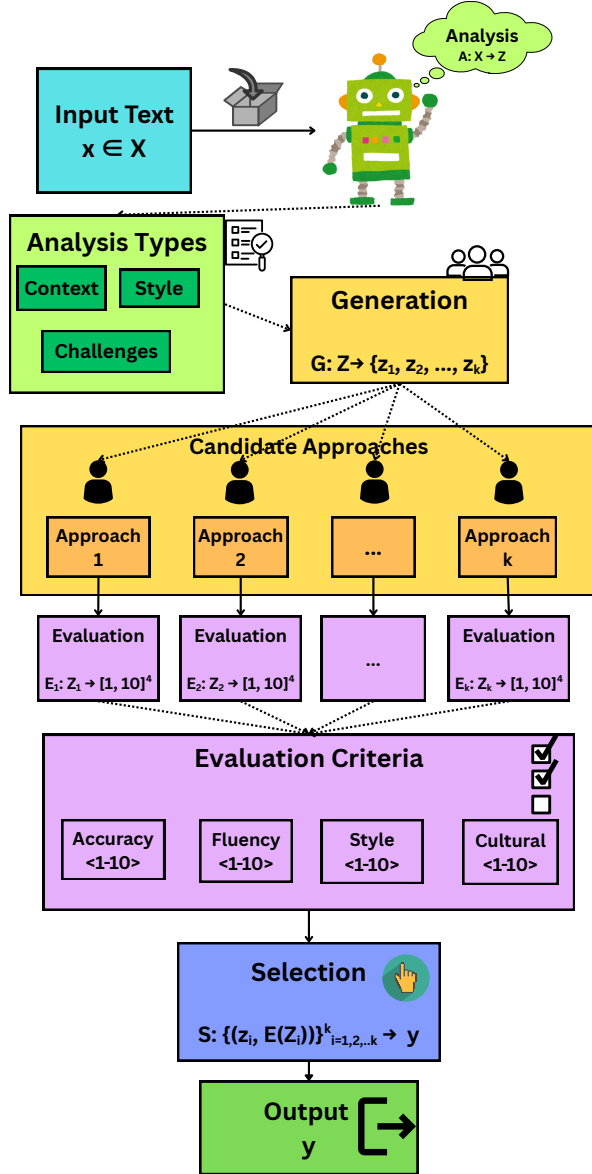 Analysis
A: X → Z
Input Text
x ∈ X
Analysis Types
Context
Style
Challenges
Generation
G: Z→ {z₁, z₂, ..., zₖ}
Candidate Approaches
Approach
1
Approach
2
...
Approach
k
Evaluation
E₁: Z₁ → [1, 10]⁴
Evaluation
E₂: Z₂ → [1, 10]⁴
...
Evaluation
Eₖ: Zₖ → [1, 10]⁴
Evaluation Criteria
Accuracy
<1-10>
Fluency
<1-10>
Style
<1-10>
Cultural
<1-10>
Selection
S: {(zᵢ, E(Zᵢ))}ᵏᵢ₌₁,₂,..ₖ → y
Output
y